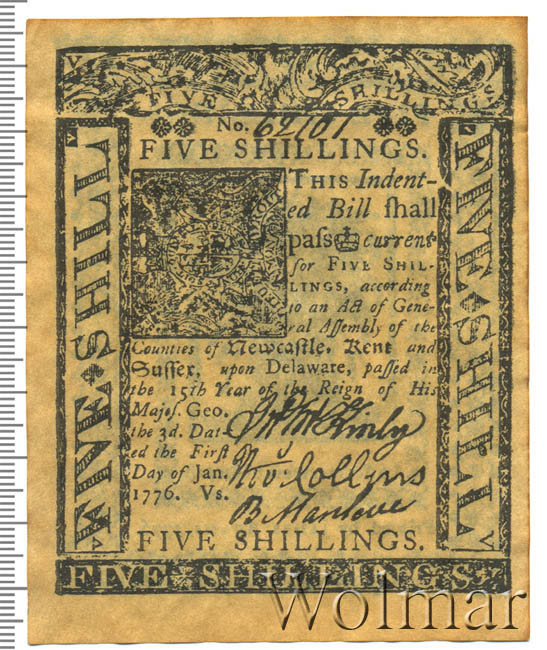 FIVE SHILLINGS
No. 62101
FIVE SHILLINGS.
FIVE SHILL
THIS Indent-
ed Bill ſhall
paſs current
for FIVE SHIL-
LINGS, according
to an Act of Gene-
ral Aſſembly of the
Counties of Newcaſtle, Kent and
Suſſex, upon Delaware, paſſed in
the 15th Year of the Reign of His
Majeſ. Geo.
the 3d. Dat-
ed the Firſt
Day of Jan.
1776. Vs.
Collins
B. Manlove
FIVE SHILL
FIVE SHILLINGS.
FIVE SHILLINGS
Wolmar